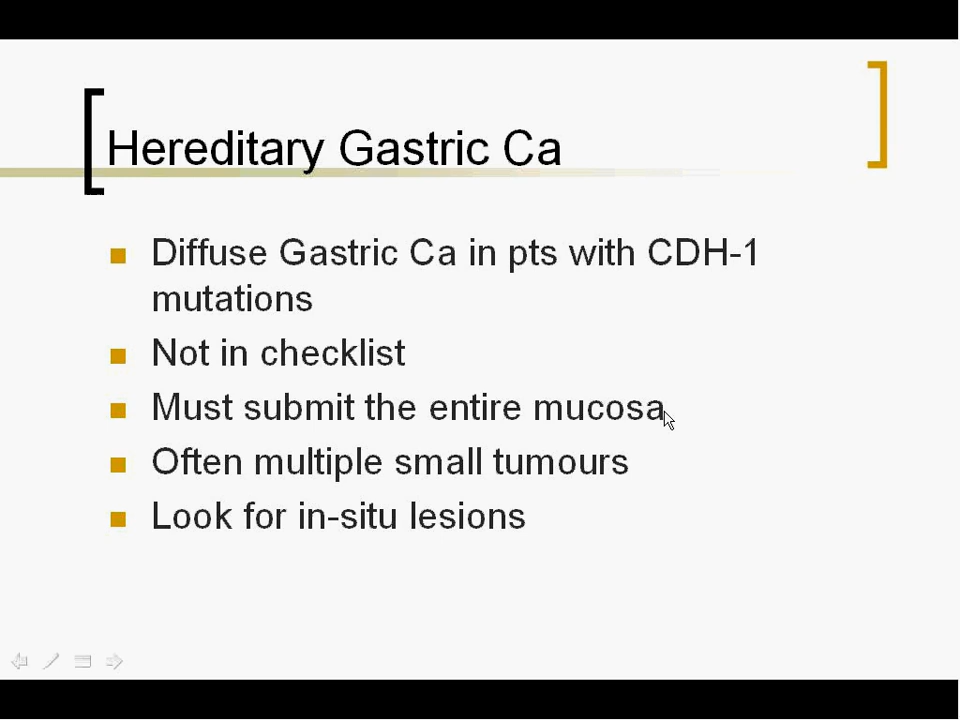 Hereditary Gastric Ca
Diffuse Gastric Ca in pts with CDH-1
mutations
Not in checklist
Must submit the entire mucosa
Often multiple small tumours
Look for in-situ lesions